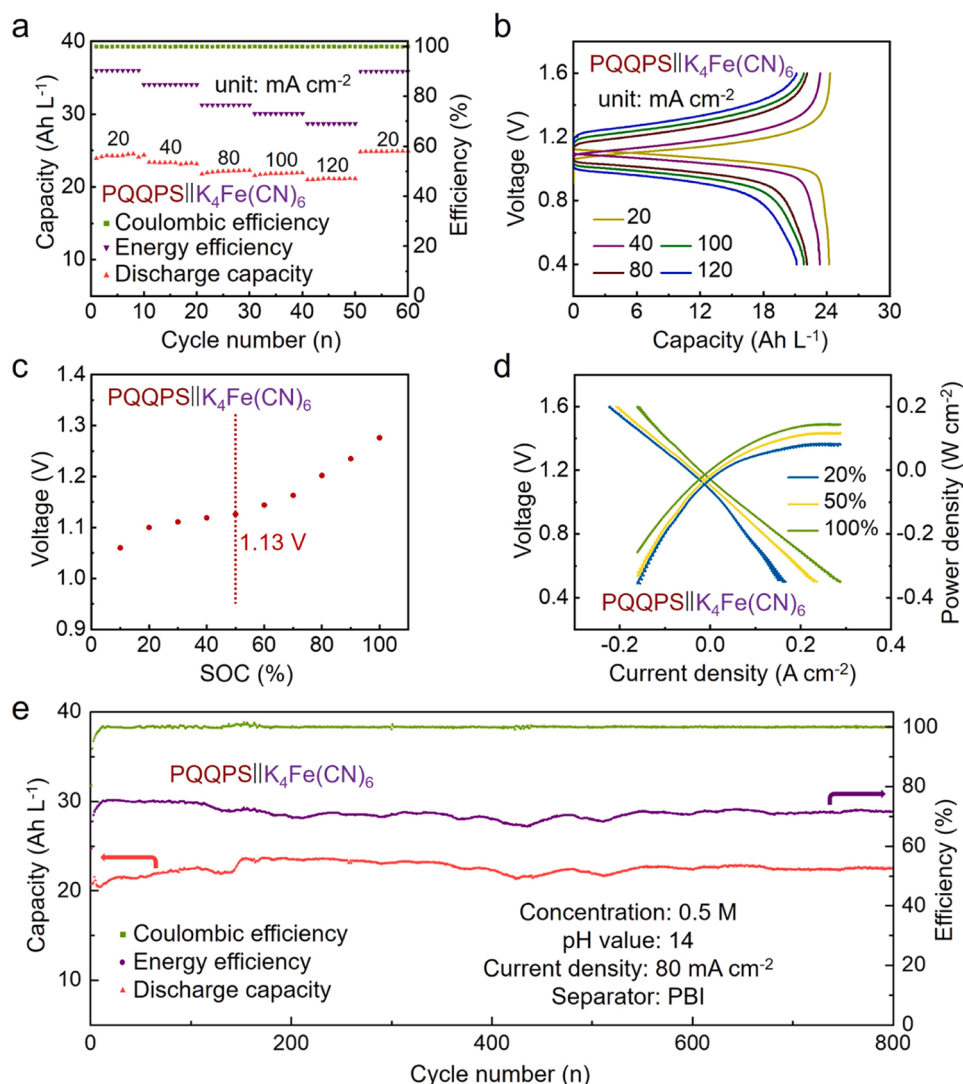 a
Capacity (Ah L-1)
40
30
20
10
unit: mA cm-2
20
40
80
100
120
20
PQQPS||K4Fe(CN)6
Coulombic efficiency
Energy efficiency
Discharge capacity
0 10 20 30 40 50 60
Cycle number (n)
100
80
60
40
20
0
Efficiency (%)
b
Voltage (V)
1.6
1.2
0.8
0.4
PQQPS||K4Fe(CN)6
unit: mA cm-2
20
40 100
80 120
0 6 12 18 24 30
Capacity (Ah L-1)
c
Voltage (V)
1.4
1.3
1.2
1.1
1.0
0.9
PQQPS||K4Fe(CN)6
1.13 V
0 20 40 60 80 100
SOC (%)
d
Voltage (V)
1.6
1.2
0.8
0.4
20%
50%
100%
PQQPS||K4Fe(CN)6
-0.2 0.0 0.2 0.4
Current density (A cm-2)
0.2
0.0
-0.2
-0.4
Power density (W cm-2)
e
Capacity (Ah L-1)
40
30
20
10
PQQPS||K4Fe(CN)6
Coulombic efficiency
Energy efficiency
Discharge capacity
Concentration: 0.5 M
pH value: 14
Current density: 80 mA cm-2
Separator: PBI
0 200 400 600 800
Cycle number (n)
100
80
60
40
20
0
Efficiency (%)